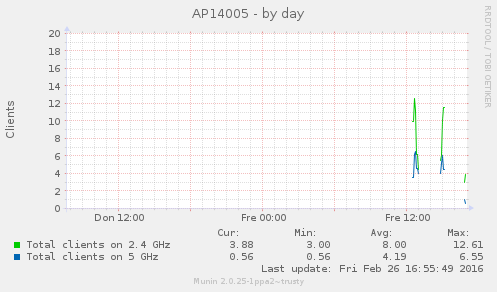 AP14005 - by day
RRDTOOL / TOBI OETIKER
Clients
20
18
16
14
12
10
8
6
4
2
0
Don 12:00 Fre 00:00 Fre 12:00
Cur: Min: Avg: Max:
Total clients on 2.4 GHz 3.88 3.00 8.00 12.61
Total clients on 5 GHz 0.56 0.56 4.19 6.55
Last update: Fri Feb 26 16:55:49 2016
Munin 2.0.25-1ppa2~trusty